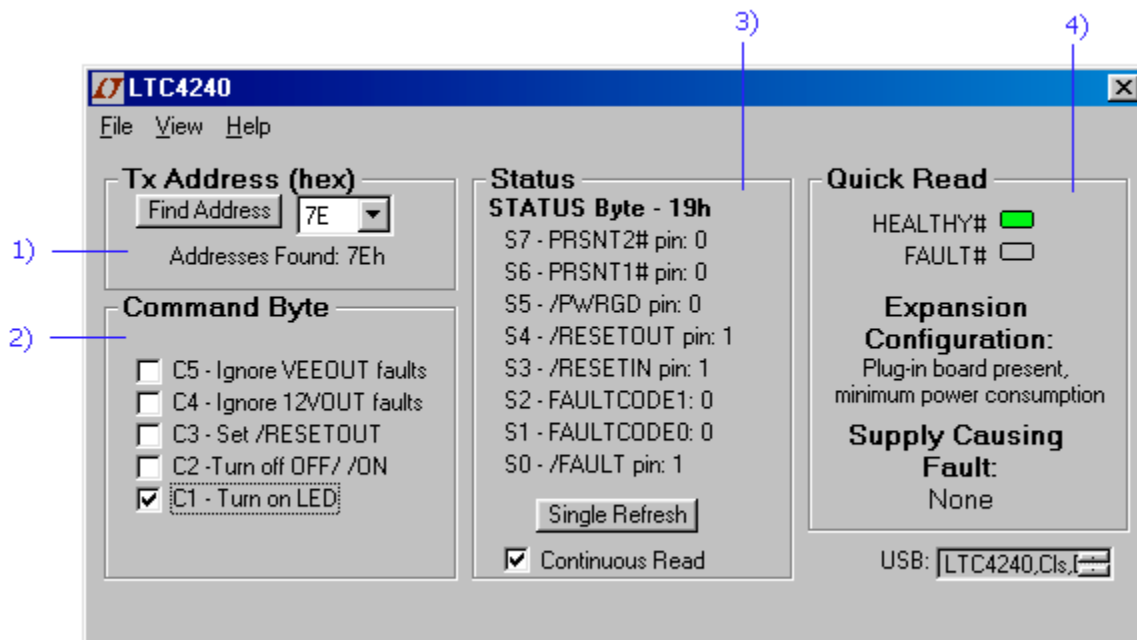 3)
4)
LTC4240
File View Help
Tx Address (hex)
Find Address 7E
1)
Addresses Found: 7Eh
Command Byte
2)
C5 - Ignore VEEOUT faults
C4 - Ignore 12VOUT faults
C3 - Set /RESETOUT
C2 -Turn off OFF/ /ON
C1 - Turn on LED
Status
STATUS Byte - 19h
S7 - PRSNT2# pin: 0
S6 - PRSNT1# pin: 0
S5 - /PWRGD pin: 0
S4 - /RESETOUT pin: 1
S3 - /RESETIN pin: 1
S2 - FAULTCODE1: 0
S1 - FAULTCODE0: 0
S0 - /FAULT pin: 1
Single Refresh
Continuous Read
Quick Read
HEALTHY#
FAULT#
Expansion
Configuration:
Plug-in board present,
minimum power consumption
Supply Causing
Fault:
None
USB: LTC4240,Cls,